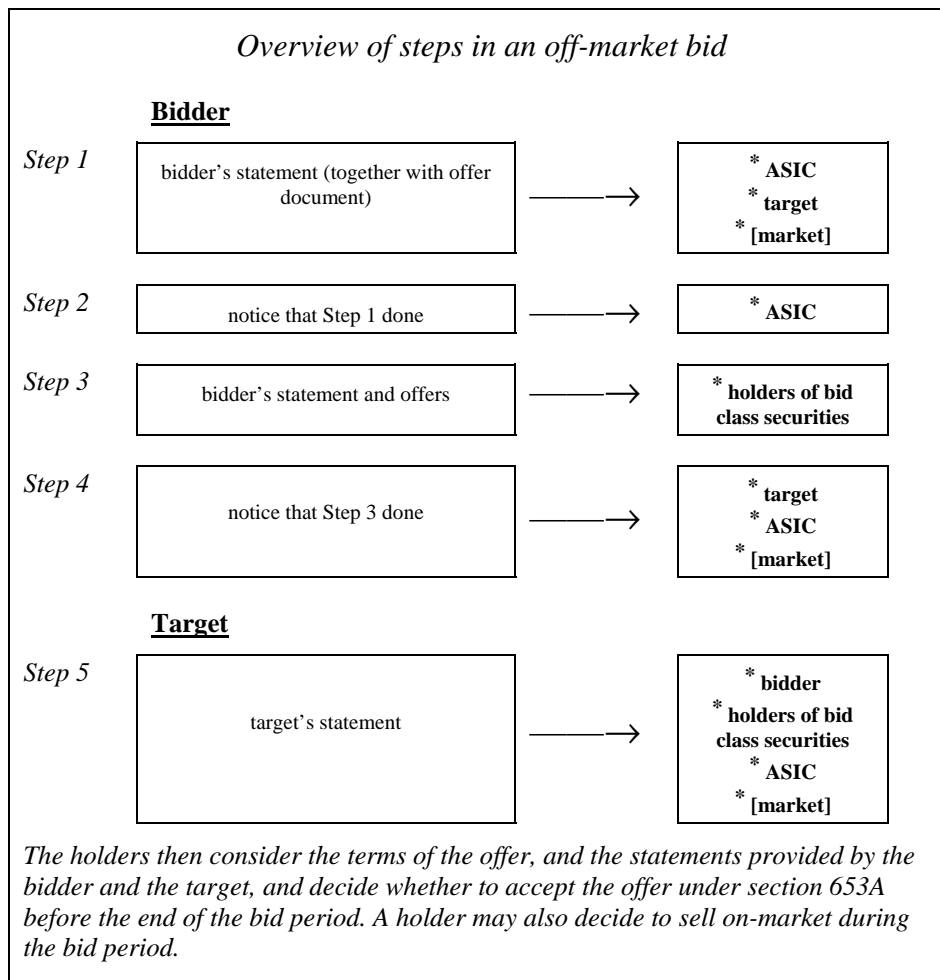 Overview of steps in an off-market bid
Bidder
Step 1
bidder’s statement (together with offer
document)
* ASIC
* target
* [market]
Step 2
notice that Step 1 done
* ASIC
Step 3
bidder’s statement and offers
* holders of bid
class securities
Step 4
notice that Step 3 done
* target
* ASIC
* [market]
Target
Step 5
target’s statement
* bidder
* holders of bid
class securities
* ASIC
* [market]
The holders then consider the terms of the offer, and the statements provided by the
bidder and the target, and decide whether to accept the offer under section 653A
before the end of the bid period. A holder may also decide to sell on-market during
the bid period.